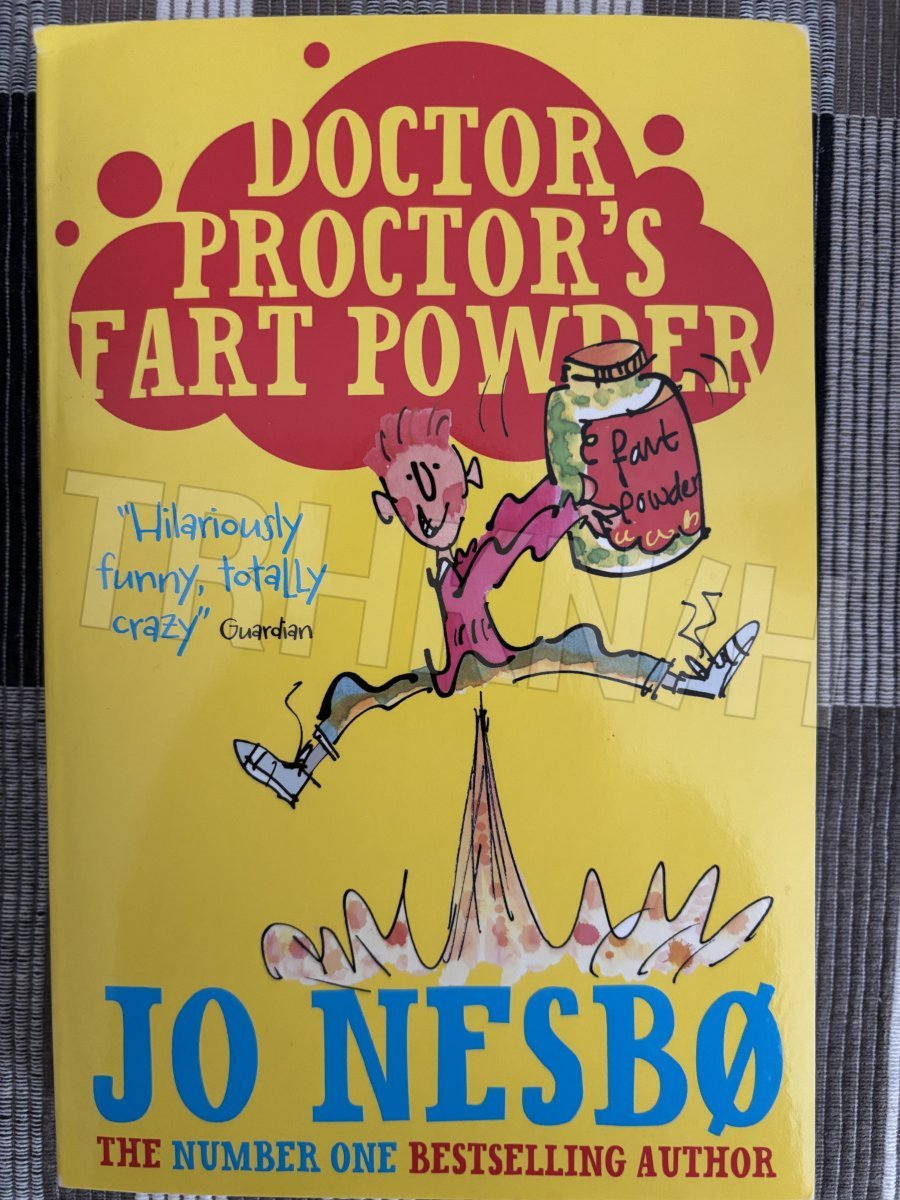 DOCTOR
PROCTOR'S
FART POWDER
fart
powder
"Hilariously
funny, totally
crazy" Guardian
JO NESBØ
THE NUMBER ONE BESTSELLING AUTHOR